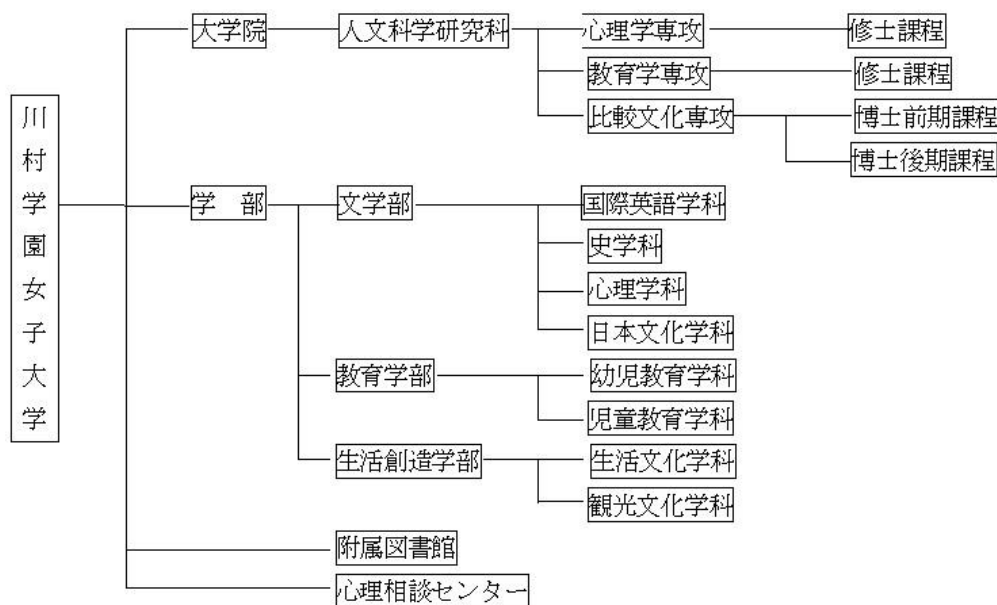 川村学園女子大学
大学院
人文科学研究科
心理学専攻
修士課程
教育学専攻
修士課程
比較文化専攻
博士前期課程
博士後期課程
学 部
文学部
国際英語学科
史学科
心理学科
日本文化学科
教育学部
幼児教育学科
児童教育学科
生活創造学部
生活文化学科
観光文化学科
附属図書館
心理相談センター